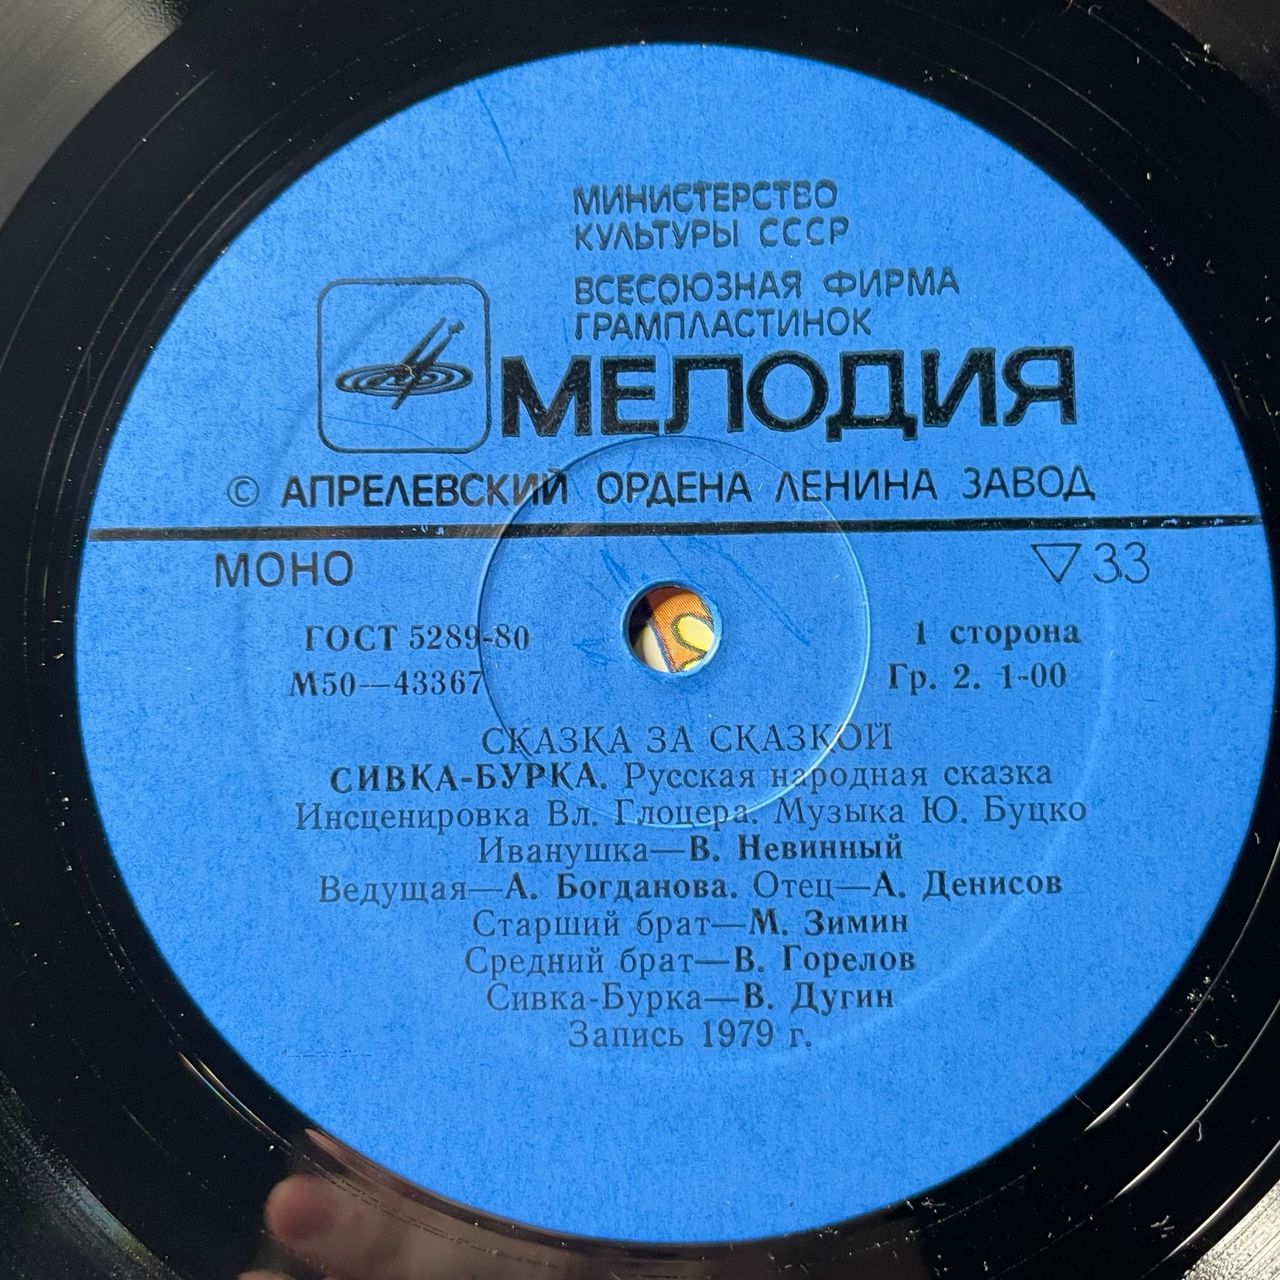 МИНИСТЕРСТВО
КУЛЬТУРЫ СССР
ВСЕСОЮЗНАЯ ФИРМА
ГРАМПЛАСТИНОК
МЕЛОДИЯ
© АПРЕЛЕВСКИЙ ОРДЕНА ЛЕНИНА ЗАВОД
МОНО ▽ 33
ГОСТ 5289-80 1 сторона
М50—43367 Гр. 2. 1-00
СКАЗКА ЗА СКАЗКОЙ
СИВКА-БУРКА. Русская народная сказка
Инсценировка Вл. Глоцера. Музыка Ю. Буцко
Иванушка—В. Невинный
Ведущая—А. Богданова. Отец—А. Денисов
Старший брат—М. Зимин
Средний брат—В. Горелов
Сивка-Бурка—В. Дугин
Запись 1979 г.